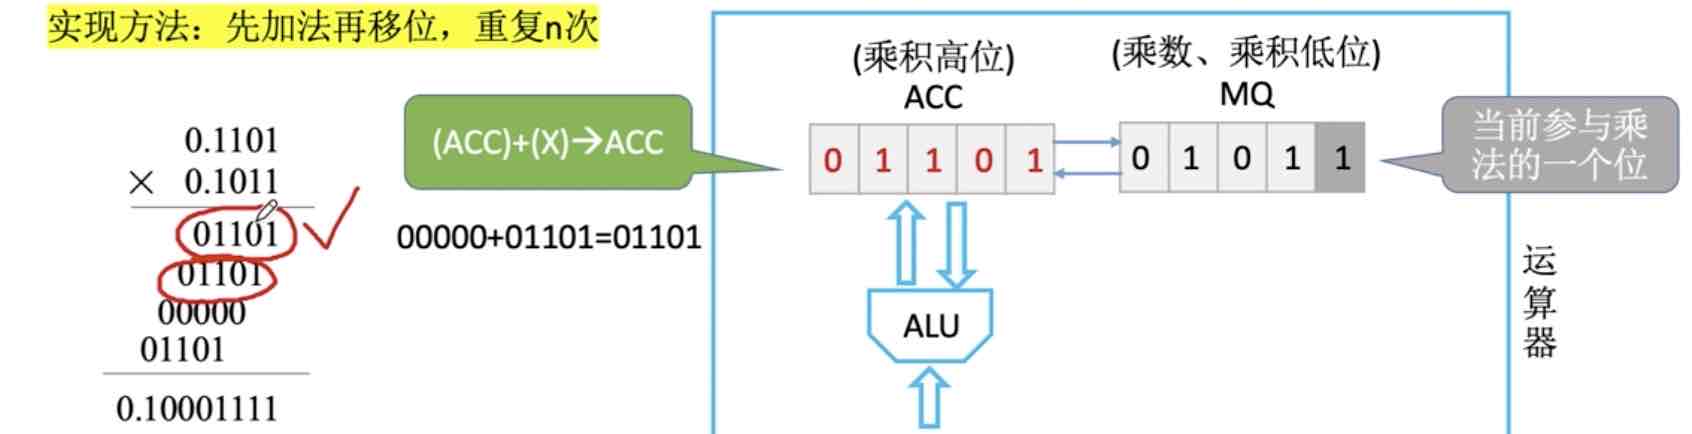 实现方法：先加法再移位，重复n次
0.1101
× 0.1011
01101
01101
00000
01101
0.10001111
(ACC)+(X)→ACC
00000+01101=01101
(乘积高位)
ACC
0 1 1 0 1
(乘数、乘积低位)
MQ
0 1 0 1 1
当前参与乘
法的一个位
ALU
运算器